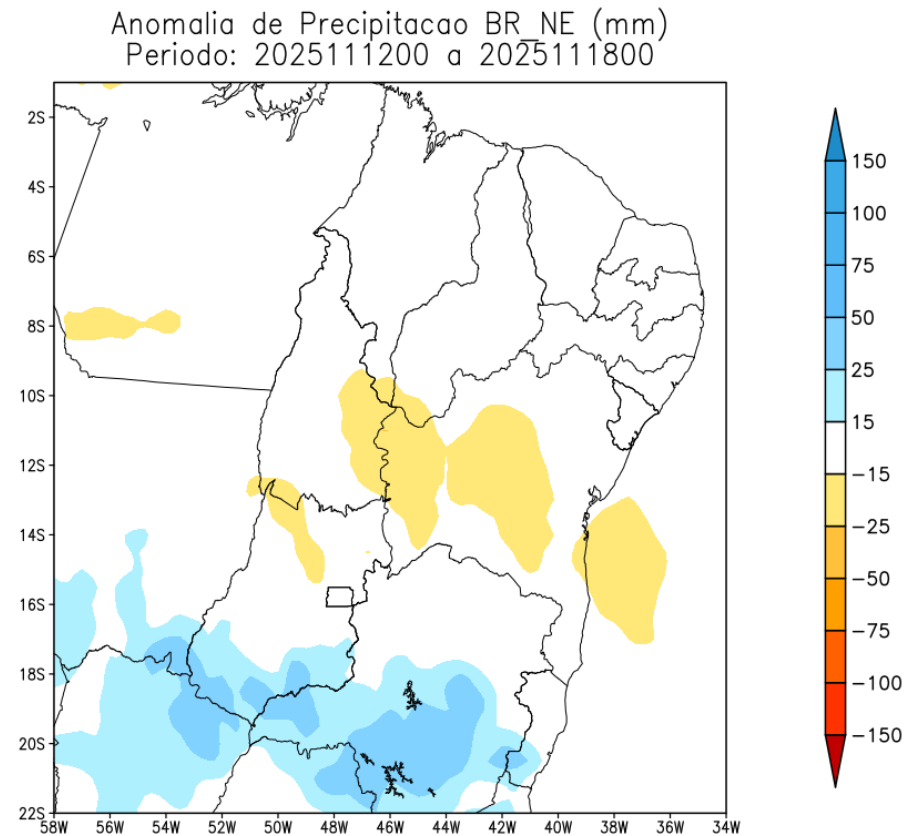 Anomalia de Precipitacao BR_NE (mm)
Periodo: 2025111200 a 2025111800
2S
4S
6S
8S
10S
12S
14S
16S
18S
20S
22S
58W 56W 54W 52W 50W 48W 46W 44W 42W 40W 38W 36W 34W
150
100
75
50
25
15
-15
-25
-50
-75
-100
-150